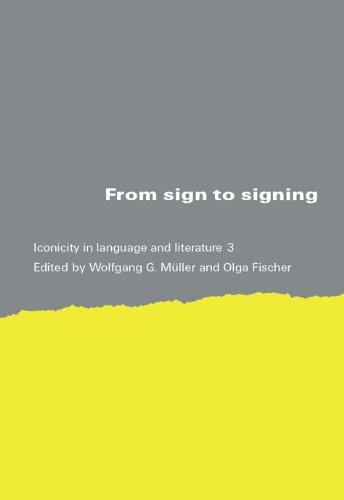 From sign to signing
Iconicity in language and literature 3
Edited by Wolfgang G. Müller and Olga Fischer